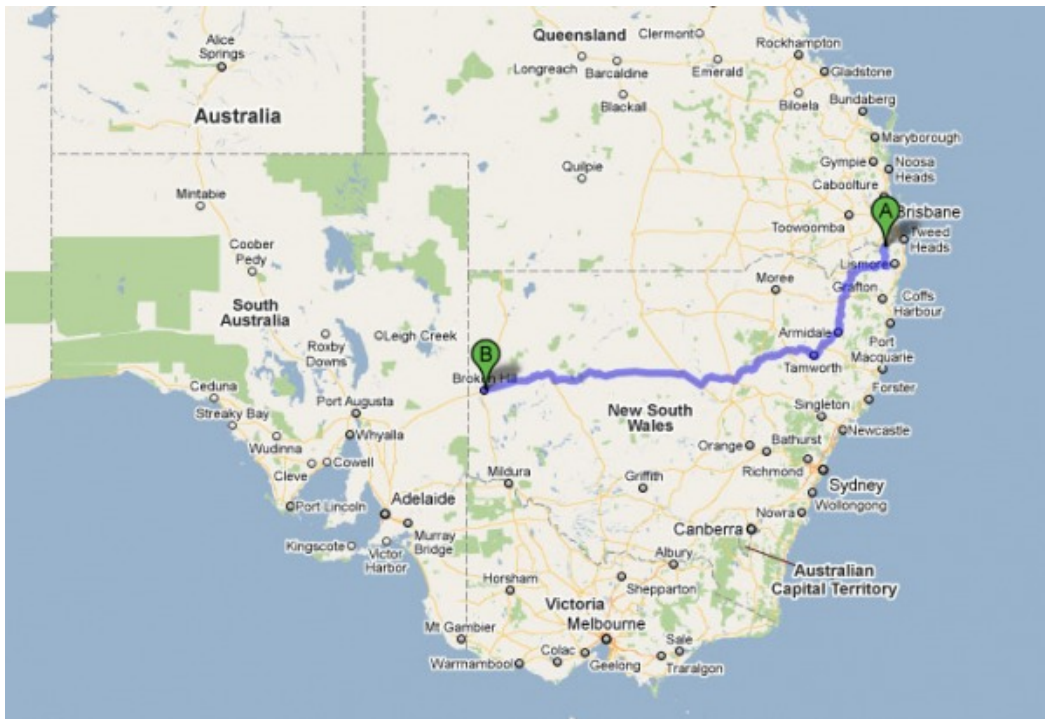 Queensland
Clermont
Alice
Springs
Rockhampton
Longreach
Barcaldine
Emerald
Gladstone
Blackall
Biloela
Bundaberg
Australia
Maryborough
Quilpie
Gympie
Noosa
Heads
Mintabie
Caboolture
A
Brisbane
Toowoomba
Tweed
Heads
Coober
Pedy
Lismore
Moree
Grafton
South
Australia
Coffs
Harbour
Leigh Creek
Armidale
Roxby
Downs
Port
Macquarie
B
Tamworth
Broken Hill
Ceduna
Forster
Port Augusta
Streaky Bay
New South
Wales
Singleton
Whyalla
Newcastle
Wudinna
Orange
Bathurst
Cleve
Cowell
Mildura
Griffith
Richmond
Sydney
Adelaide
Port Lincoln
Wollongong
Nowra
Murray
Bridge
Canberra
Kingscote
Victor
Harbor
Albury
Australian
Capital Territory
Horsham
Shepparton
Victoria
Melbourne
Mt Gambier
Sale
Colac
Warrnambool
Geelong
Traralgon